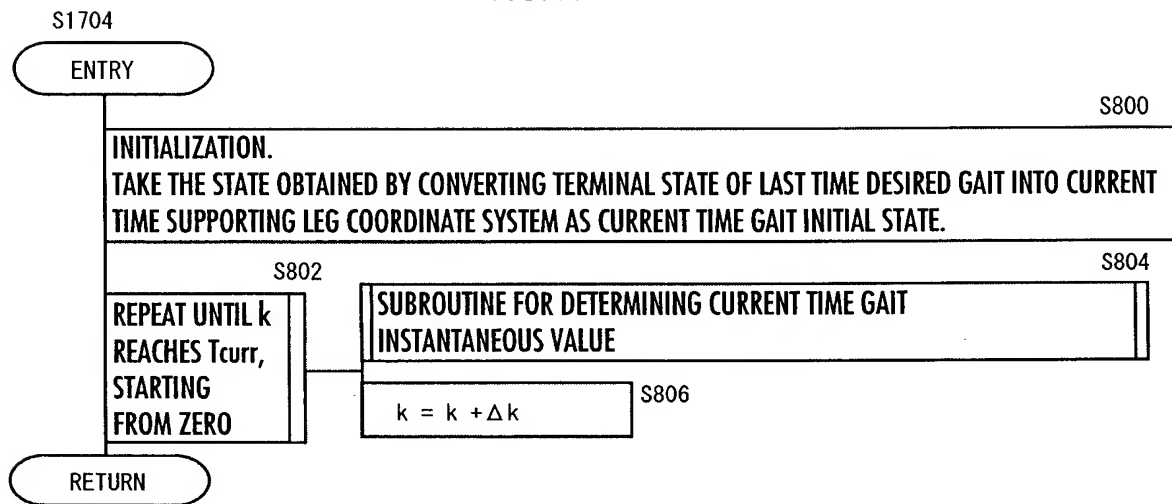 S1704
ENTRY
S800
INITIALIZATION.
TAKE THE STATE OBTAINED BY CONVERTING TERMINAL STATE OF LAST TIME DESIRED GAIT INTO CURRENT
TIME SUPPORTING LEG COORDINATE SYSTEM AS CURRENT TIME GAIT INITIAL STATE.
S802
REPEAT UNTIL k
REACHES Tcurr,
STARTING
FROM ZERO
S804
SUBROUTINE FOR DETERMINING CURRENT TIME GAIT
INSTANTANEOUS VALUE
S806
k = k +Δk
RETURN